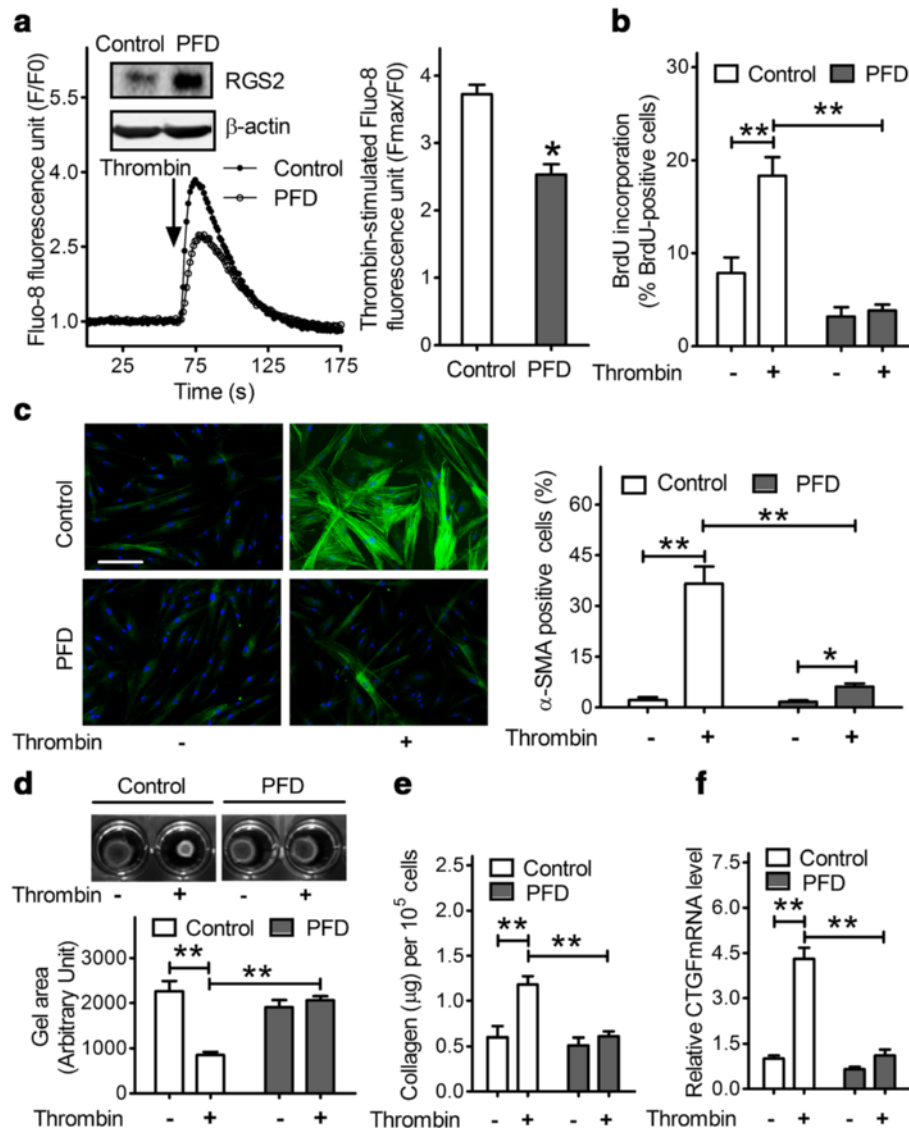 a
Control PFD
RGS2
β-actin
Thrombin
Control
PFD
Fluo-8 fluorescence unit (F/F0)
5.5
4.0
2.5
1.0
25 75 125 175
Time (s)
Thrombin-stimulated Fluo-8
fluorescence unit (Fmax/F0)
4
3
2
1
0
*
Control PFD
b
Control PFD
BrdU incorporation
(% BrdU-positive cells)
30
20
10
0
** **
Thrombin - + - +
c
Control
PFD
Thrombin - +
Control PFD
α-SMA positive cells (%)
60
45
30
15
0
**
**
*
Thrombin - + - +
d
Control PFD
Thrombin - + - +
Control PFD
Gel area
(Arbitrary Unit)
3000
2000
1000
0
**
**
Thrombin - + - +
e
Control
PFD
Collagen (μg) per 10⁵ cells
2.5
2.0
1.5
1.0
0.5
0.0
**
**
Thrombin - + - +
f
Control
PFD
Relative CTGFmRNA level
7.5
6.0
4.5
3.0
1.5
0.0
**
**
Thrombin - + - +